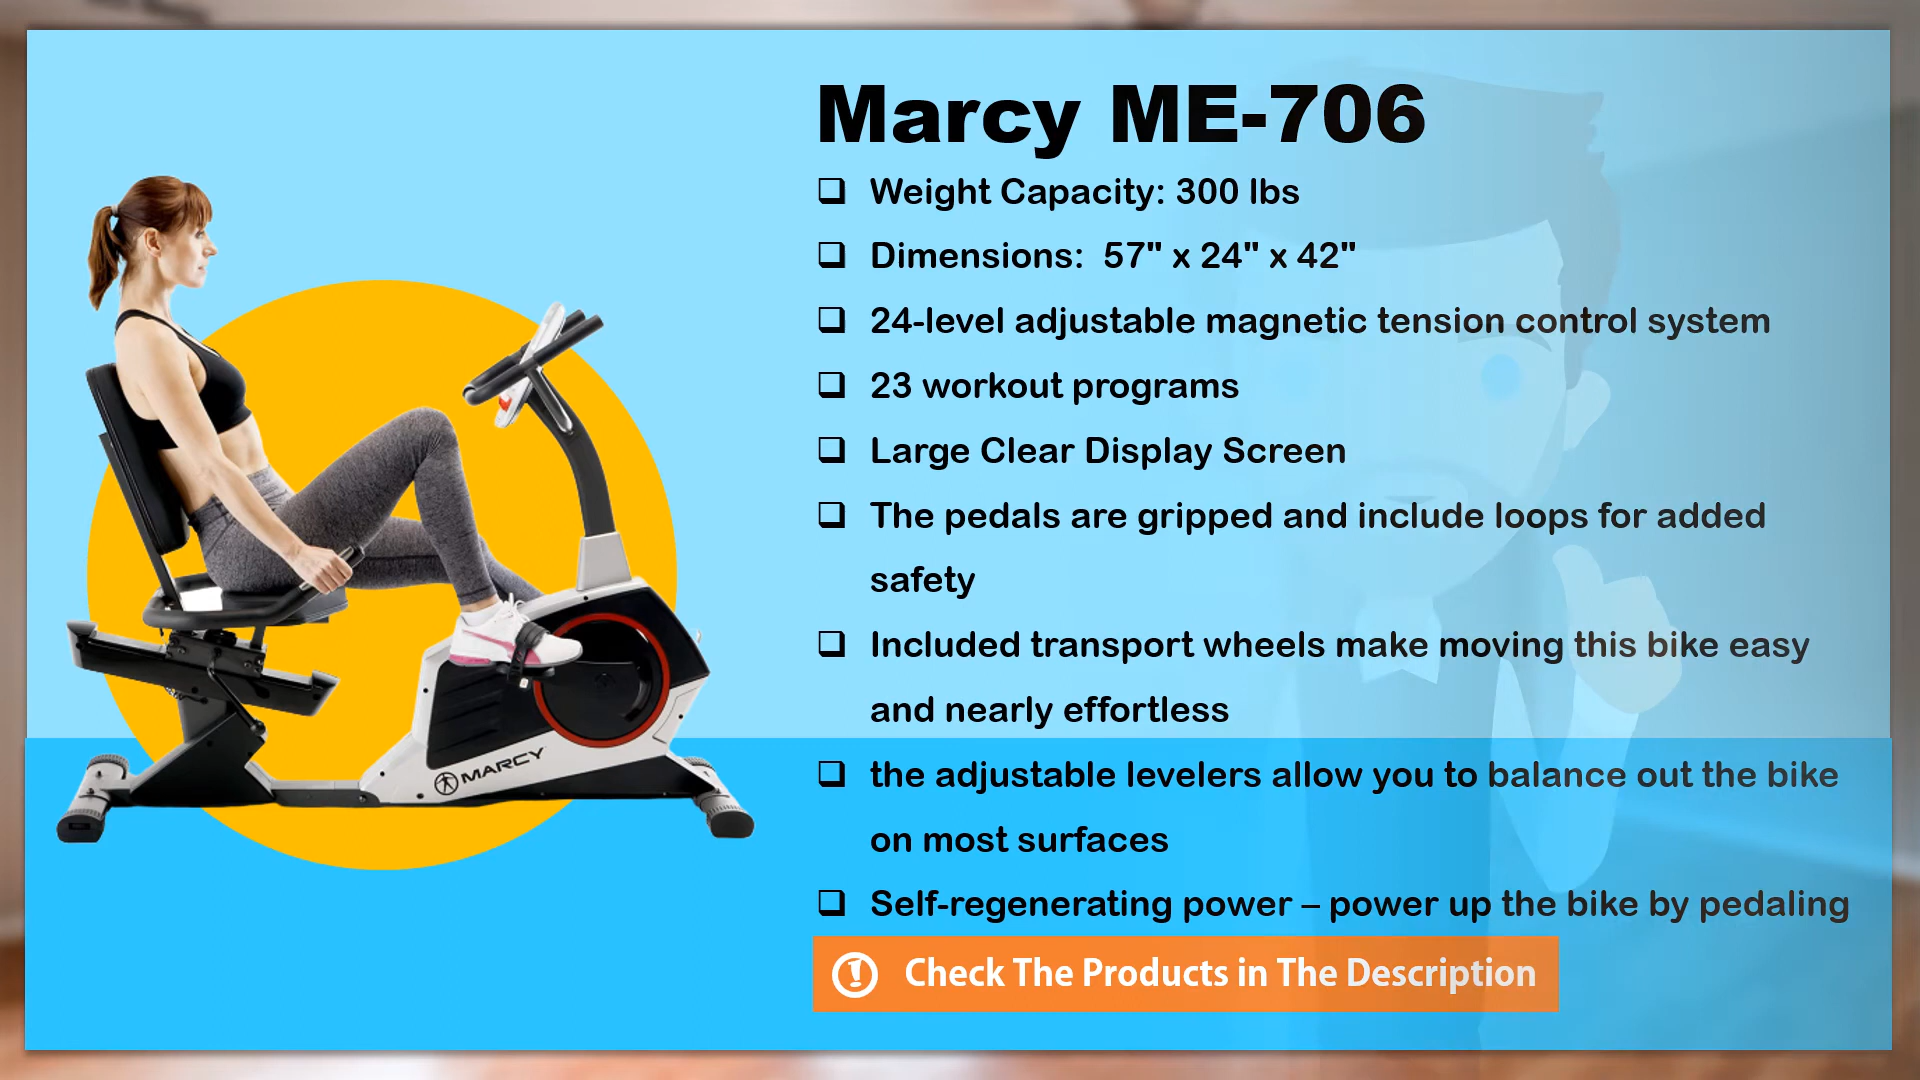 Marcy ME-706
Weight Capacity: 300 lbs
Dimensions:  57" x 24" x 42"
24-level adjustable magnetic tension control system
23 workout programs
Large Clear Display Screen
The pedals are gripped and include loops for added
safety
Included transport wheels make moving this bike easy
and nearly effortless
the adjustable levelers allow you to balance out the bike
on most surfaces
Self-regenerating power – power up the bike by pedaling
Check The Products in The Description
MARCY